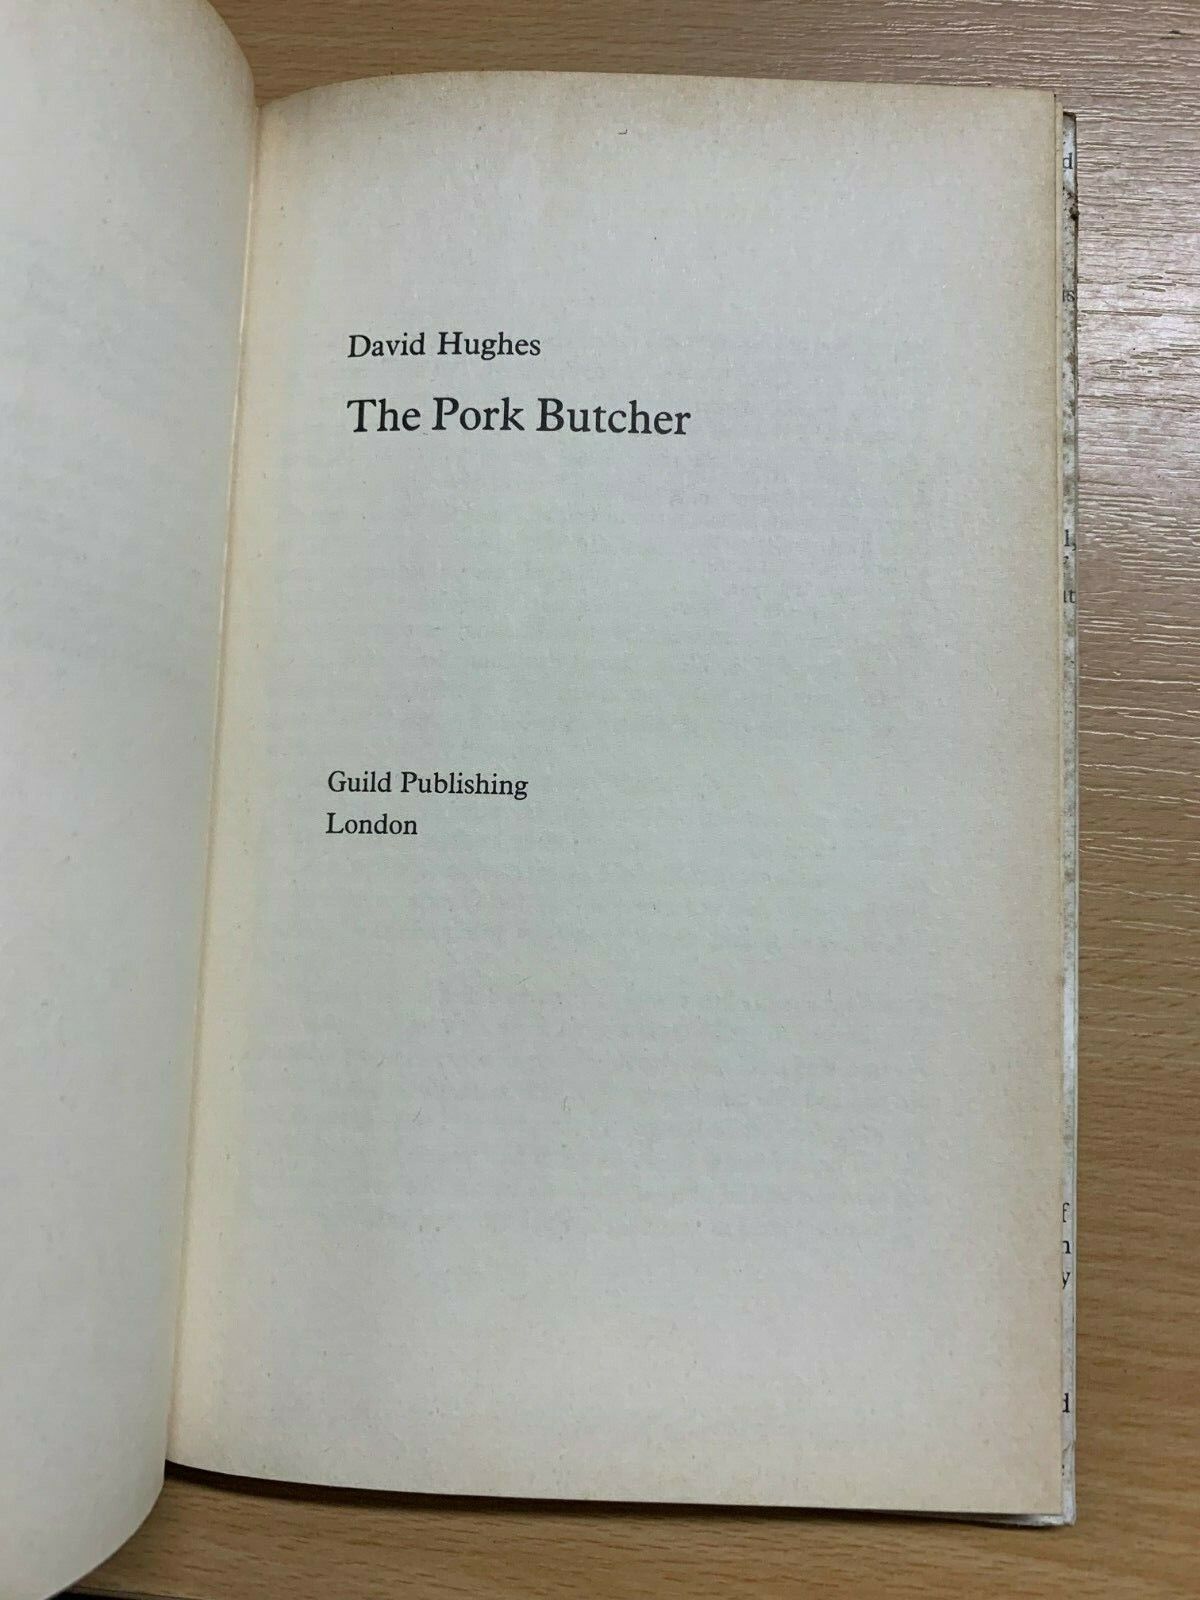 David Hughes
The Pork Butcher
Guild Publishing
London